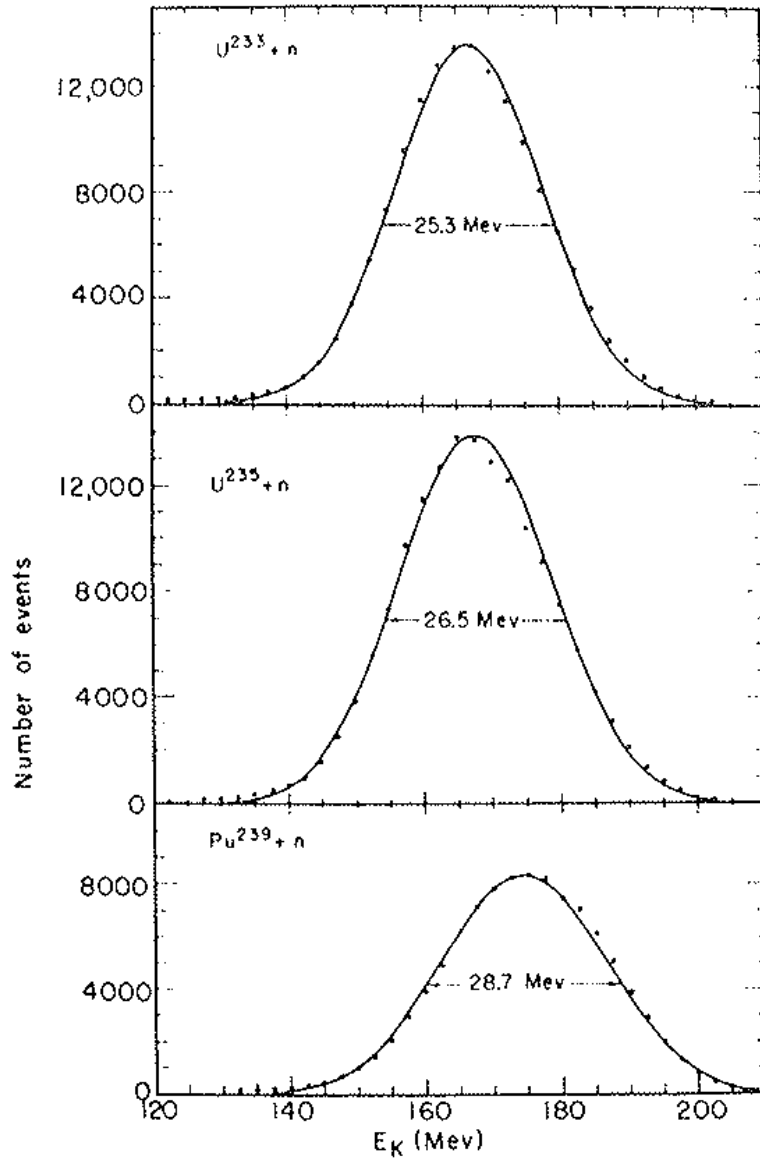 U²³³+n
12,000
8000
4000
0
25.3 Mev
U²³⁵+n
12,000
8000
4000
0
26.5 Mev
Pu²³⁹+n
8000
4000
0
28.7 Mev
120 140 160 180 200
E_K (Mev)
Number of events